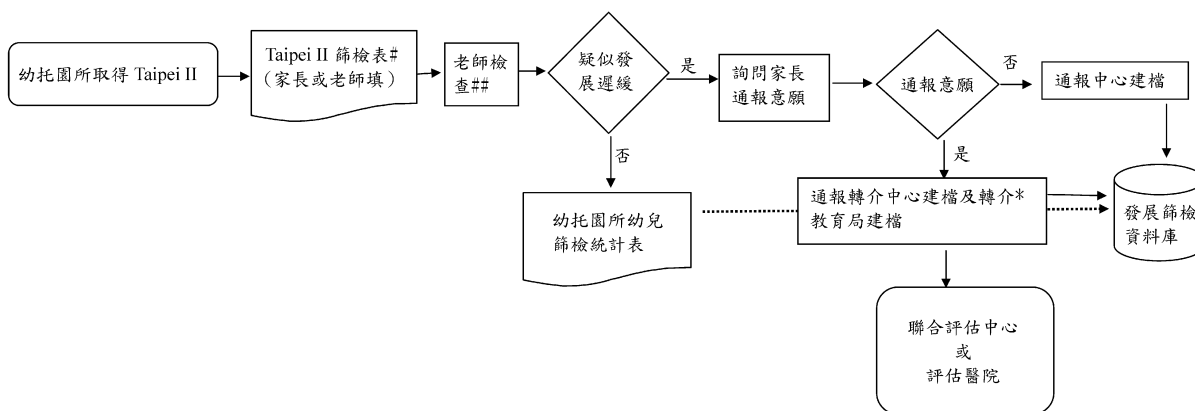 幼托園所取得 Taipei II
Taipei II 篩檢表#
（家長或老師填）
老師檢
查##
疑似發
展遲緩
是
詢問家長
通報意願
通報意願
否
通報中心建檔
否
是
幼托園所幼兒
篩檢統計表
通報轉介中心建檔及轉介*
教育局建檔
發展篩檢
資料庫
聯合評估中心
或
評估醫院